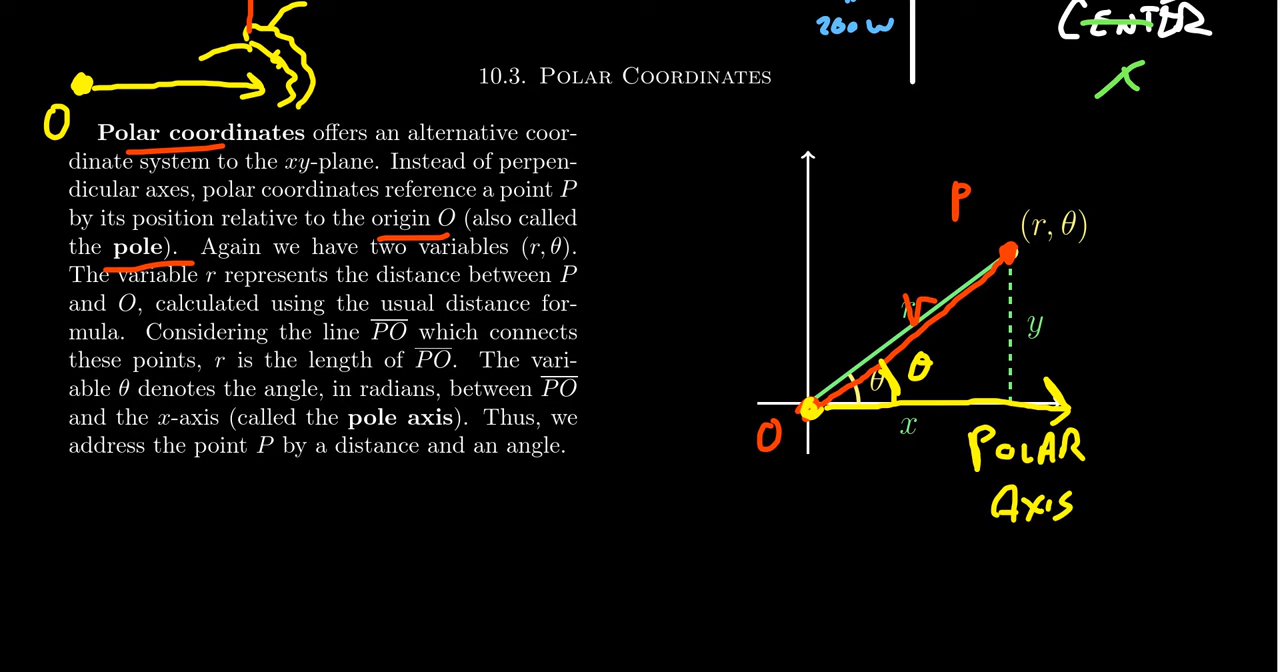 260 W
CENTER
x
10.3. POLAR COORDINATES
O
Polar coordinates offers an alternative coor-
dinate system to the xy-plane. Instead of perpen-
dicular axes, polar coordinates reference a point P
by its position relative to the origin O (also called
the pole). Again we have two variables (r, θ).
The variable r represents the distance between P
and O, calculated using the usual distance for-
mula. Considering the line P̅O̅ which connects
these points, r is the length of P̅O̅. The vari-
able θ denotes the angle, in radians, between P̅O̅
and the x-axis (called the pole axis). Thus, we
address the point P by a distance and an angle.
P
(r, θ)
r
r
y
θ
θ
O
x
POLAR
AXIS